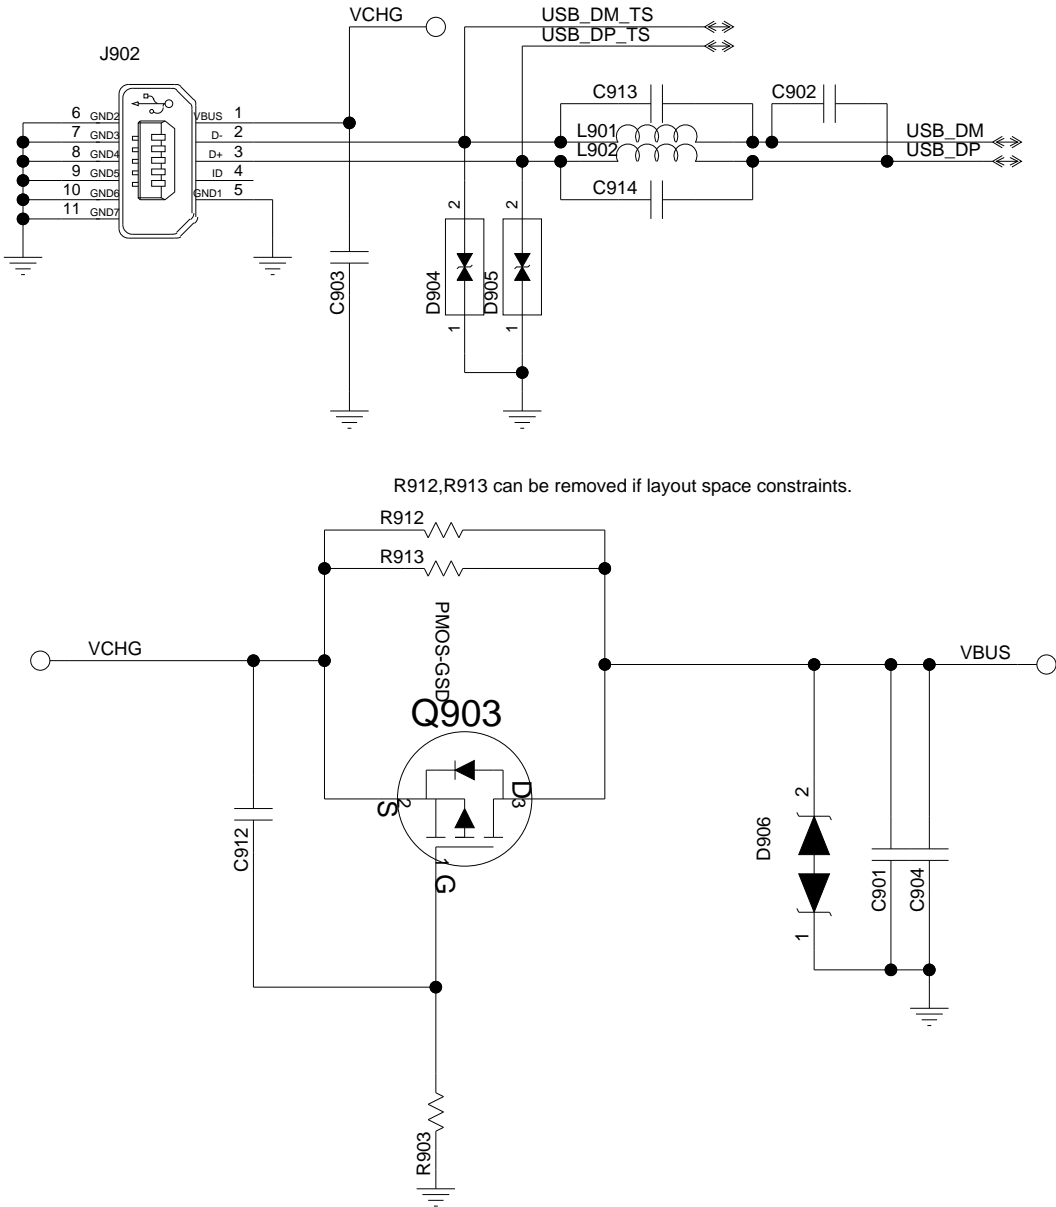 VCHG
USB_DM_TS
USB_DP_TS
J902
6 GND2
7 GND3
8 GND4
9 GND5
10 GND6
11 GND7
VBUS 1
D- 2
D+ 3
ID 4
GND1 5
C913
C902
L901
L902
C914
USB_DM
USB_DP
C903
2
D904
1
2
D905
1
R912,R913 can be removed if layout space constraints.
R912
R913
PMOS-GSD
Q903
VCHG
VBUS
S
2
D
3
1
G
C912
R903
2
D906
1
C901
C904